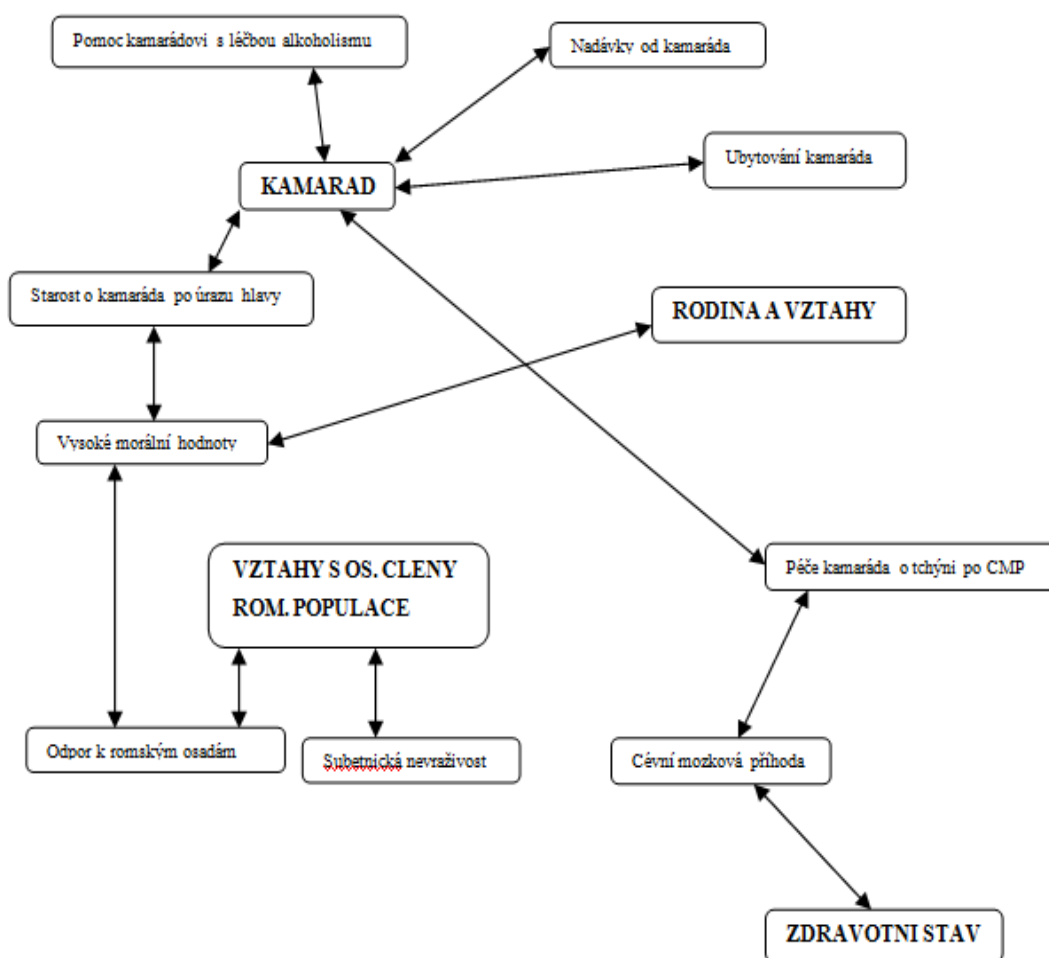 Pomoc kamarádovi s léčbou alkoholismu
Nadávky od kamaráda
Ubytování kamaráda
KAMARAD
Starost o kamaráda po úrazu hlavy
RODINA A VZTAHY
Vysoké morální hodnoty
VZTAHY S OS. CLENY
ROM. POPULACE
Péče kamaráda o tchýni po CMP
Odpor k romským osadám
Subetnická nevraživost
Cévní mozková příhoda
ZDRAVOTNI STAV